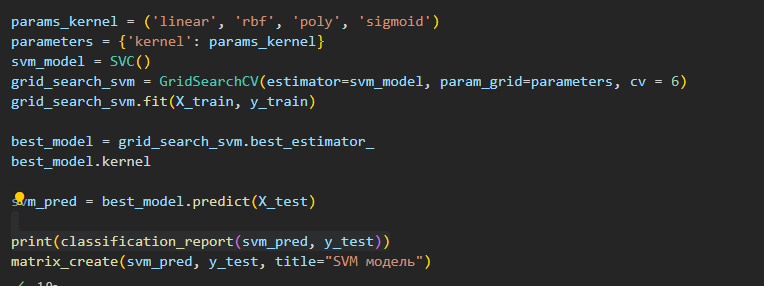 params_kernel = ('linear', 'rbf', 'poly', 'sigmoid')
parameters = {'kernel': params_kernel}
svm_model = SVC()
grid_search_svm = GridSearchCV(estimator=svm_model, param_grid=parameters, cv = 6)
grid_search_svm.fit(X_train, y_train)
best_model = grid_search_svm.best_estimator_
best_model.kernel
svm_pred = best_model.predict(X_test)
print(classification_report(svm_pred, y_test))
matrix_create(svm_pred, y_test, title="SVM модель")